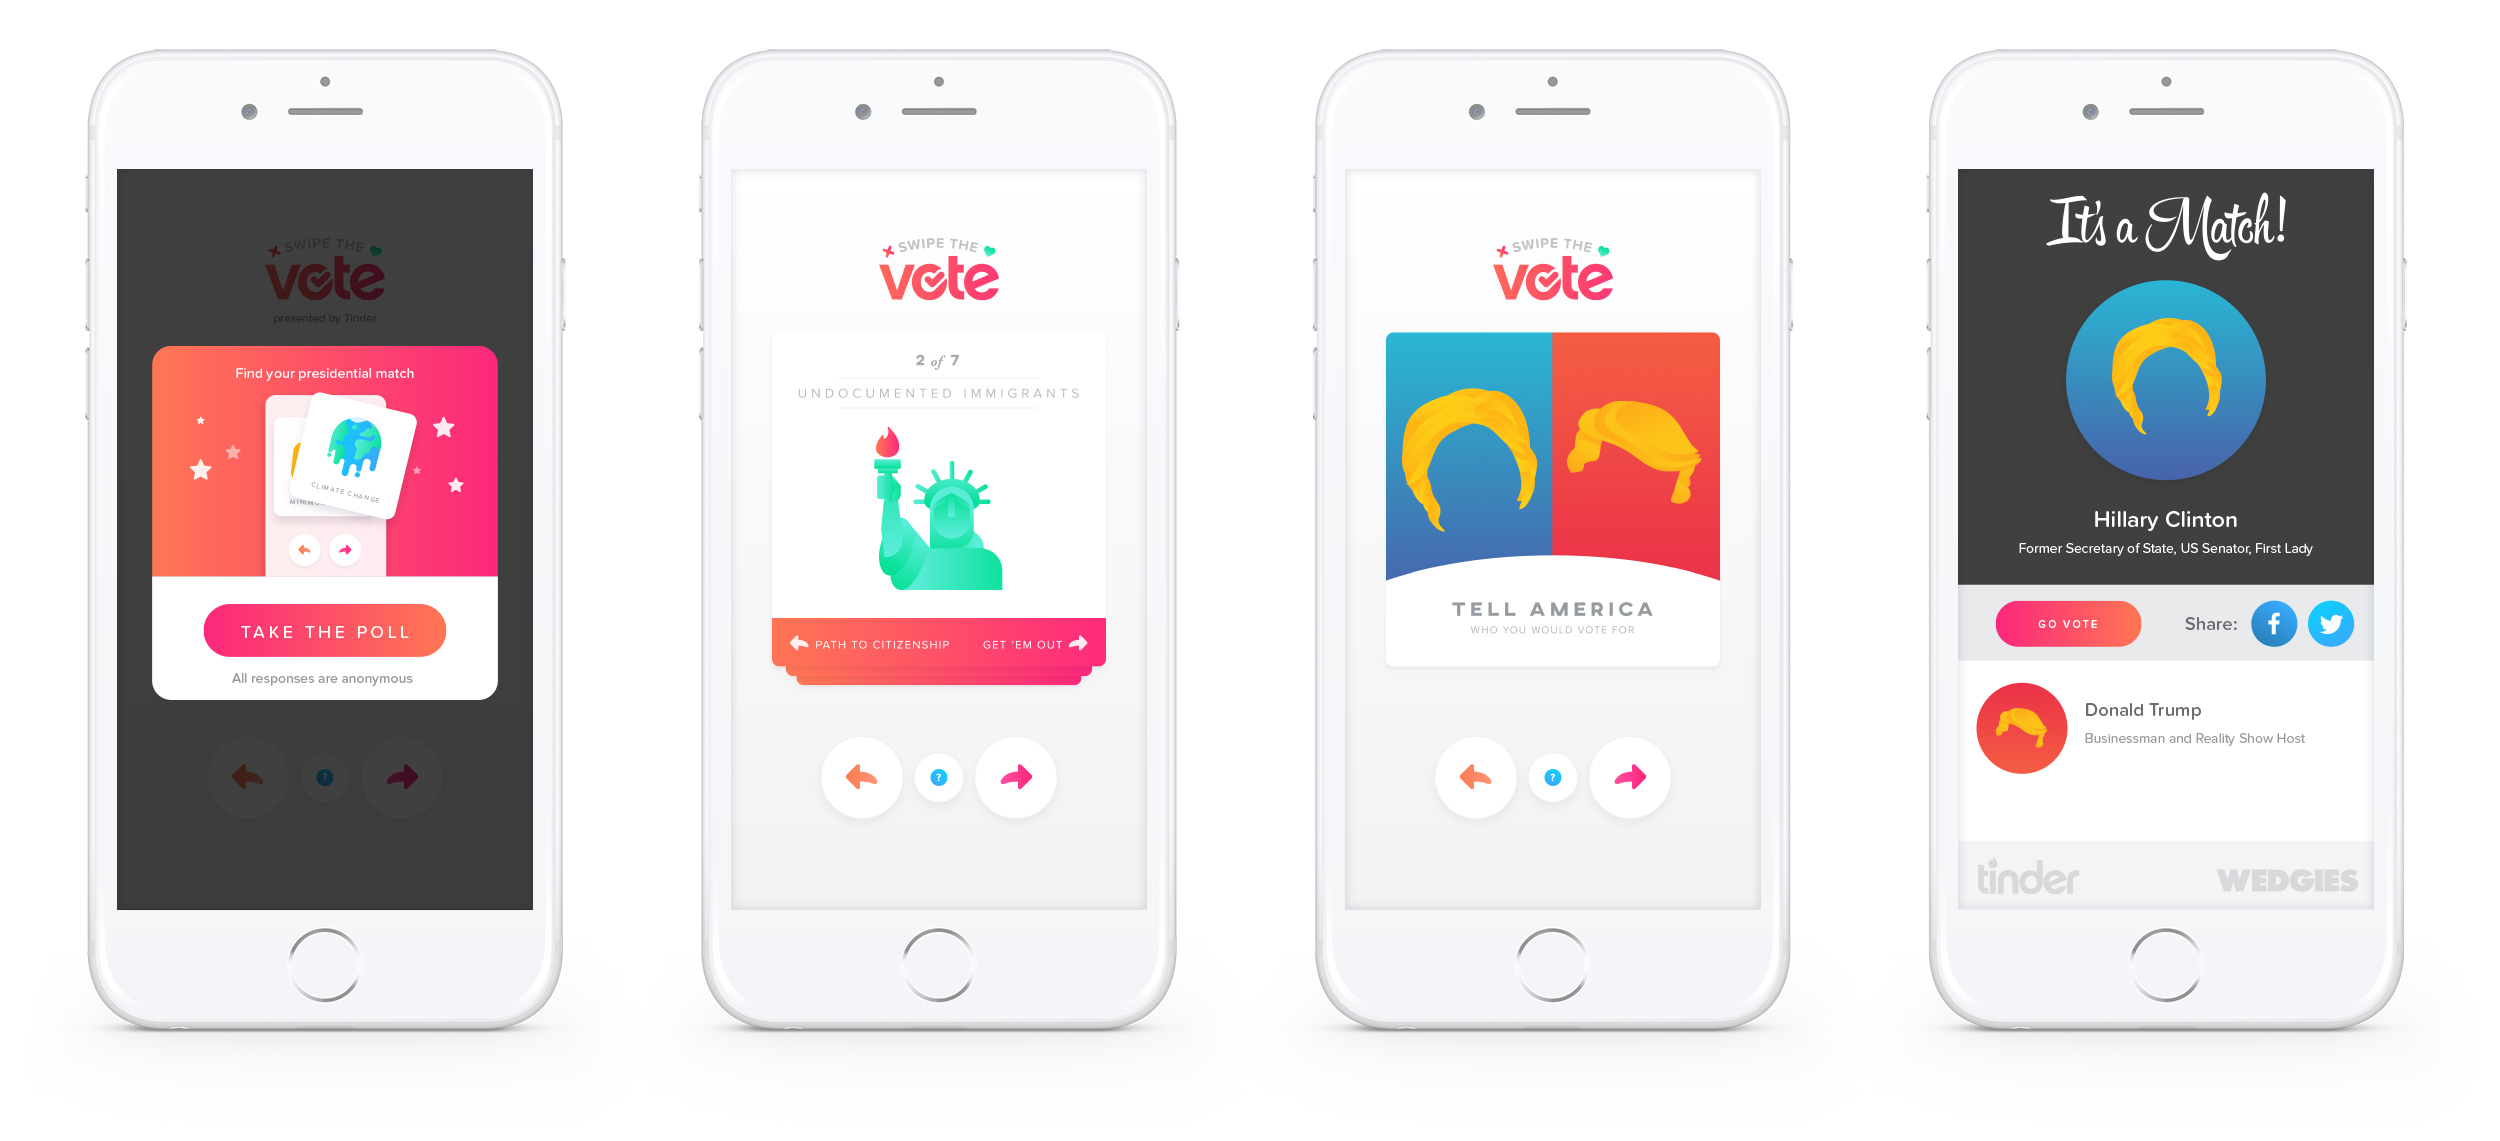 SWIPE THE
vote
presented by Tinder
Find your presidential match
CLIMATE CHANGE
TAKE THE POLL
All responses are anonymous
?
SWIPE THE
vote
2 of 7
UNDOCUMENTED IMMIGRANTS
PATH TO CITIZENSHIP
GET 'EM OUT
?
SWIPE THE
vote
TELL AMERICA
WHO YOU WOULD VOTE FOR
?
It's a Match!
Hillary Clinton
Former Secretary of State, US Senator, First Lady
GO VOTE
Share:
Donald Trump
Businessman and Reality Show Host
tinder
WEDGIES